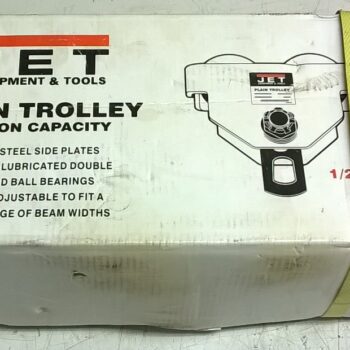 JET
PMENT & TOOLS
N TROLLEY
ON CAPACITY
STEEL SIDE PLATES
LUBRICATED DOUBLE
D BALL BEARINGS
DJUSTABLE TO FIT A
GE OF BEAM WIDTHS
JET
PLAIN TROLLEY
1/2